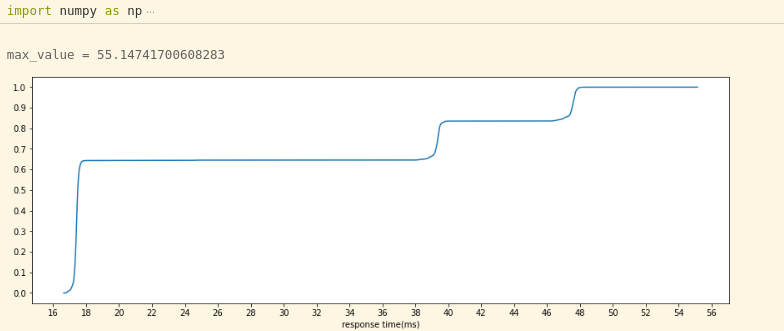 import numpy as np ...
max_value = 55.14741700608283
1.0
0.9
0.8
0.7
0.6
0.5
0.4
0.3
0.2
0.1
0.0
16 18 20 22 24 26 28 30 32 34 36 38 40 42 44 46 48 50 52 54 56
response time(ms)